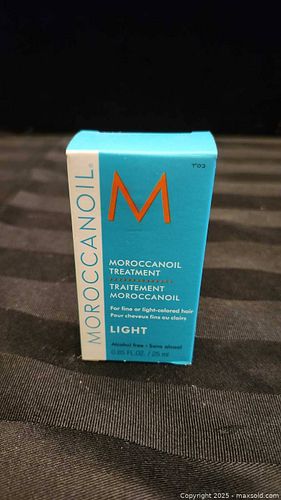 MOROCCANOIL®
M
MOROCCANOIL
TREATMENT
TRAITEMENT
MOROCCANOIL
For fine or light-colored hair
Pour cheveux fins ou clairs
LIGHT
Alcohol free • Sans alcool
0.85 FL.OZ. / 25 ml
Copyright 2025 - maxsold.com